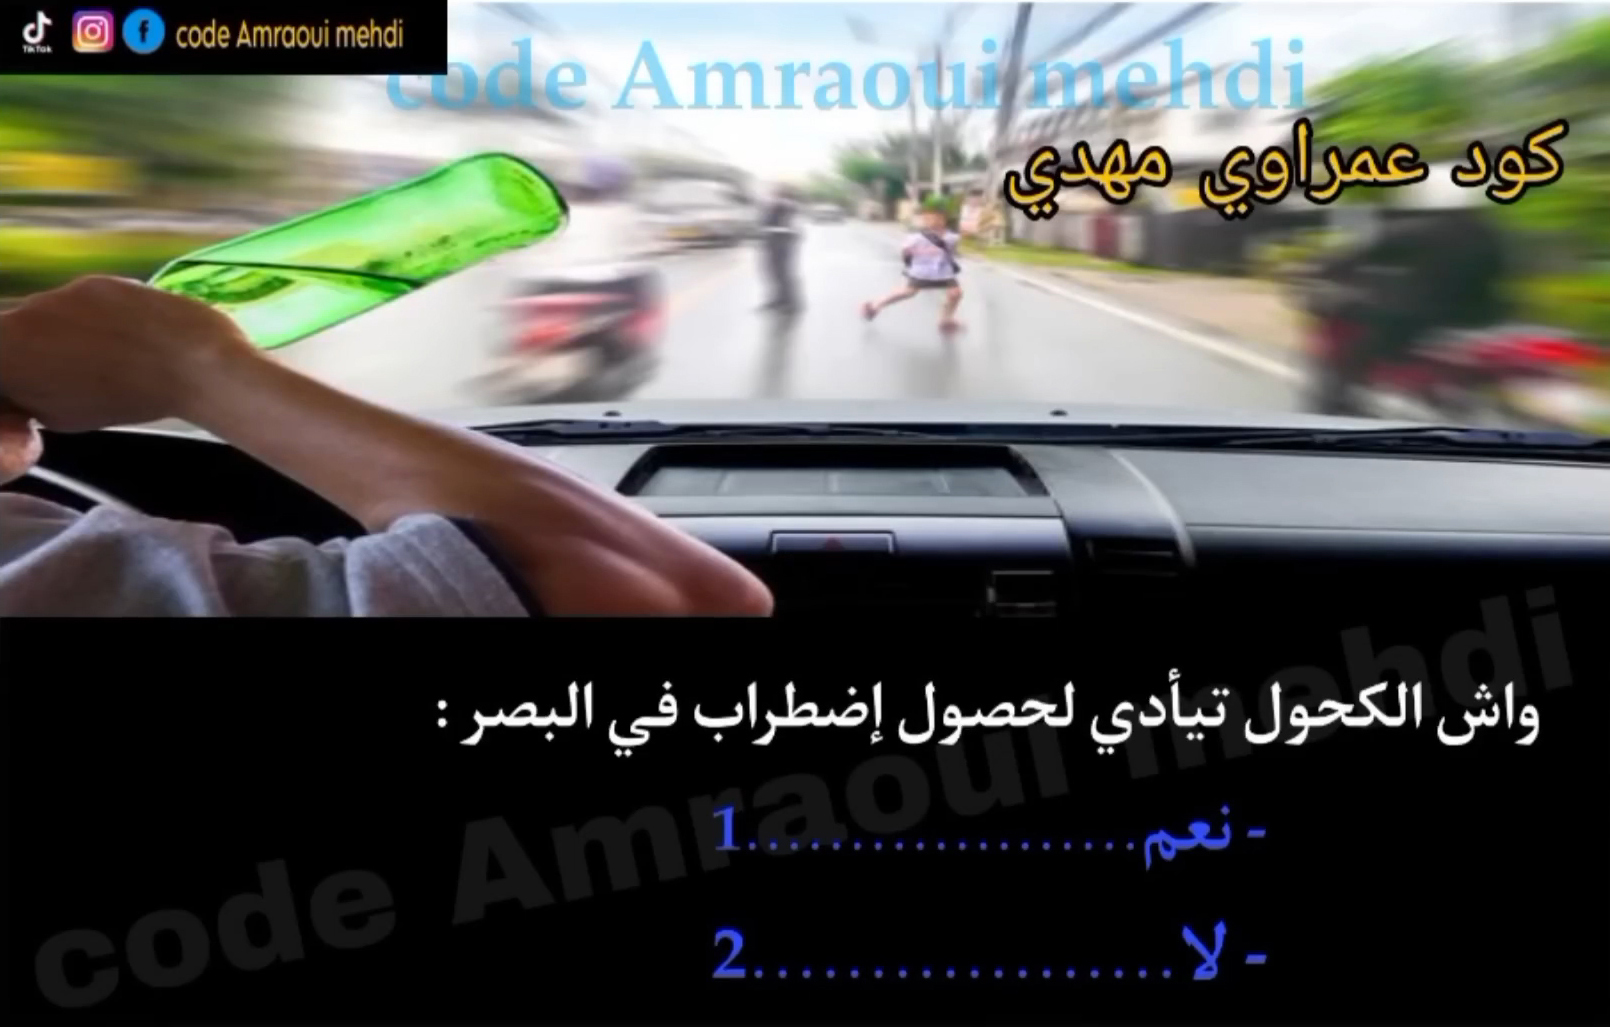 TikTok
code Amraoui mehdi
code Amraoui mehdi
كود عمراوي مهدي
واش الكحول تيأدي لحصول إضطراب في البصر :
- نعم...................1
- لا..................2
code Amraoui mehdi